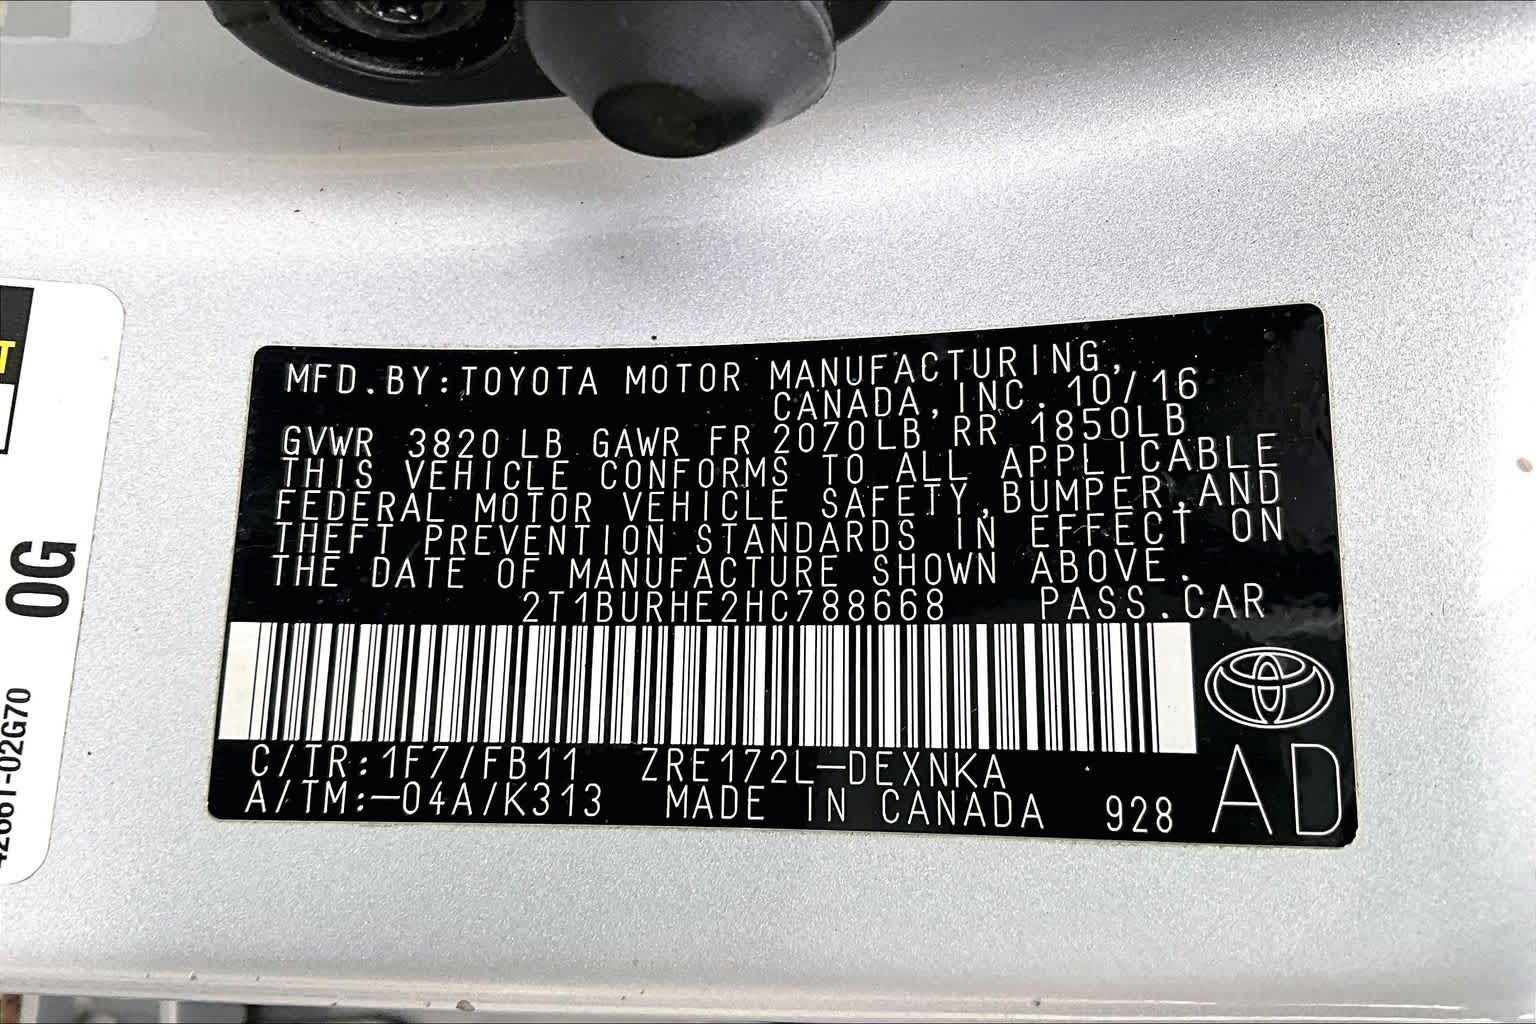 MFD.BY:TOYOTA MOTOR MANUFACTURING,
CANADA,INC. 10/16
GVWR 3820 LB GAWR FR 2070LB RR 1850LB
THIS VEHICLE CONFORMS TO ALL APPLICABLE
FEDERAL MOTOR VEHICLE SAFETY,BUMPER,AND
THEFT PREVENTION STANDARDS IN EFFECT ON
THE DATE OF MANUFACTURE SHOWN ABOVE.
2T1BURHE2HC788668 PASS.CAR
C/TR:1F7/FB11 ZRE172L-DEXNKA
A/TM:-04A/K313 MADE IN CANADA 928
AD
T
0G